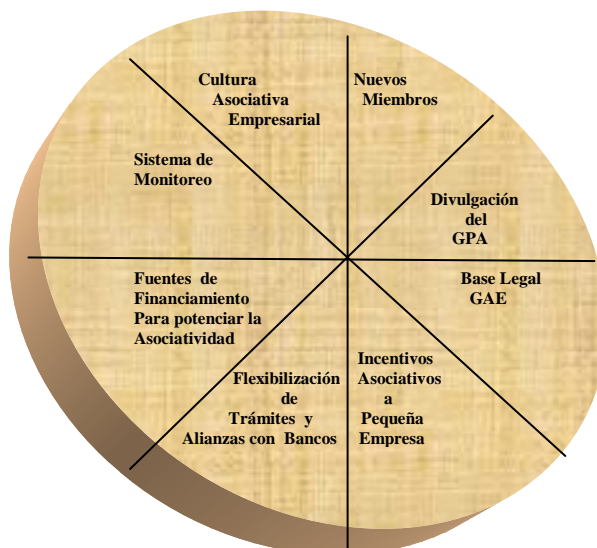 Cultura
Asociativa
Empresarial
Nuevos
Miembros
Sistema de
Monitoreo
Divulgación
del
GPA
Fuentes de
Financiamiento
Para potenciar la
Asociatividad
Base Legal
GAE
Flexibilización
de
Trámites y
Alianzas con Bancos
Incentivos
Asociativos
a
Pequeña
Empresa